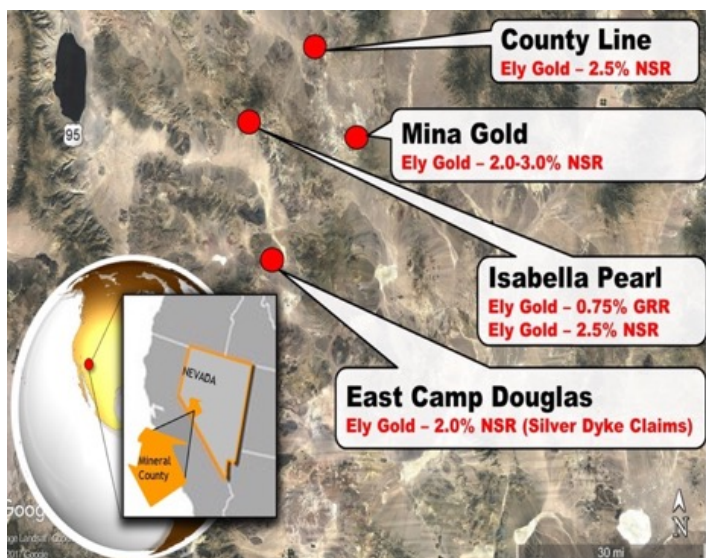 County Line
Ely Gold – 2.5% NSR
95
Mina Gold
Ely Gold – 2.0-3.0% NSR
Isabella Pearl
Ely Gold – 0.75% GRR
Ely Gold – 2.5% NSR
East Camp Douglas
Ely Gold – 2.0% NSR (Silver Dyke Claims)
NEVADA
Mineral
County
Goog
N
30 mi